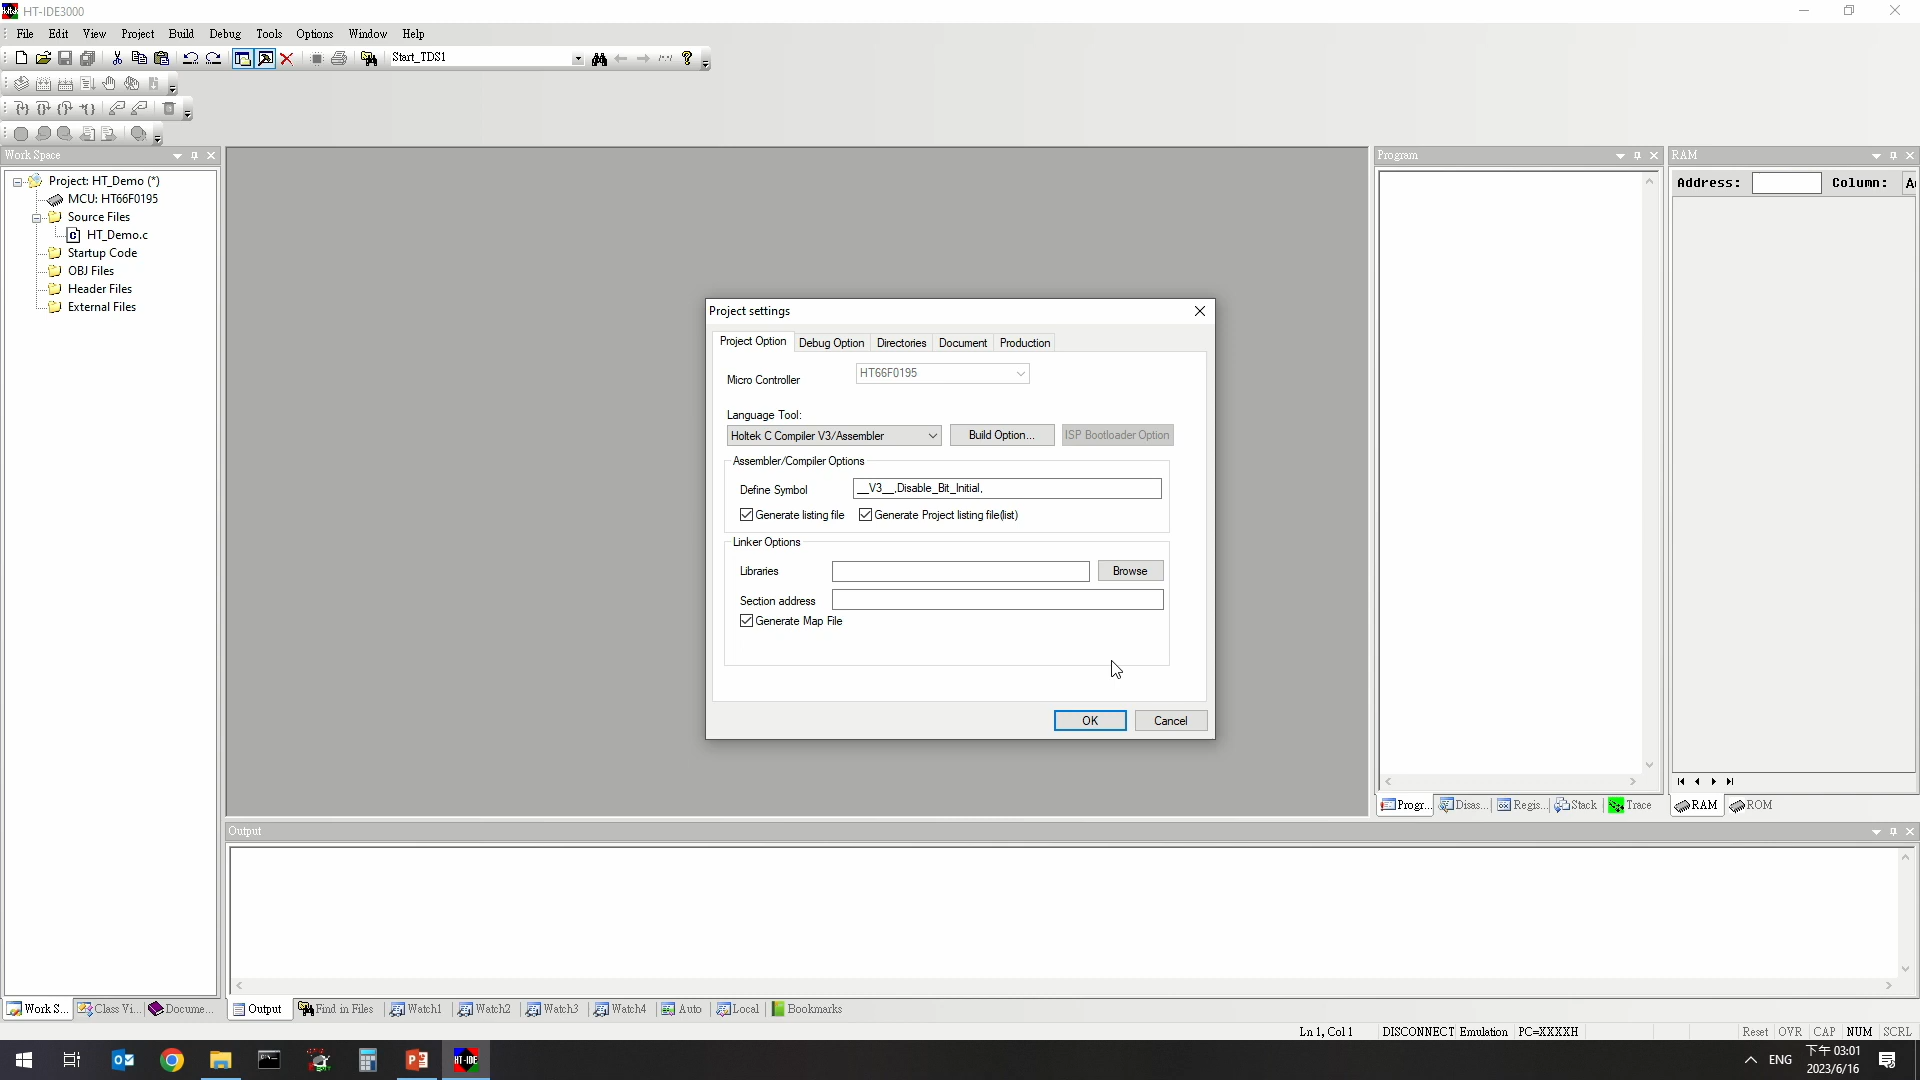 HT-IDE3000
File Edit View Project Build Debug Tools Options Window Help
Start_TDS1
Work Space
Project: HT_Demo (*)
MCU: HT66F0195
Source Files
HT_Demo.c
Startup Code
OBJ Files
Header Files
External Files
Project settings
Project Option Debug Option Directories Document Production
Micro Controller HT66F0195
Language Tool:
Holtek C Compiler V3/Assembler Build Option... ISP Bootloader Option
Assembler/Compiler Options
Define Symbol __V3__,Disable_Bit_Initial,
Generate listing file Generate Project listing file(list)
Linker Options
Libraries Browse
Section address
Generate Map File
OK Cancel
Program
Progr... Disas... Regis... Stack Trace
RAM
Address: Column:
RAM ROM
Output
Work S... Class Vi... Docume...
Output Find in Files Watch1 Watch2 Watch3 Watch4 Auto Local Bookmarks
Ln 1, Col 1 DISCONNECT Emulation PC=XXXXH Reset OVR CAP NUM SCRL
HT-IDE
ENG
下午 03:01
2023/6/16